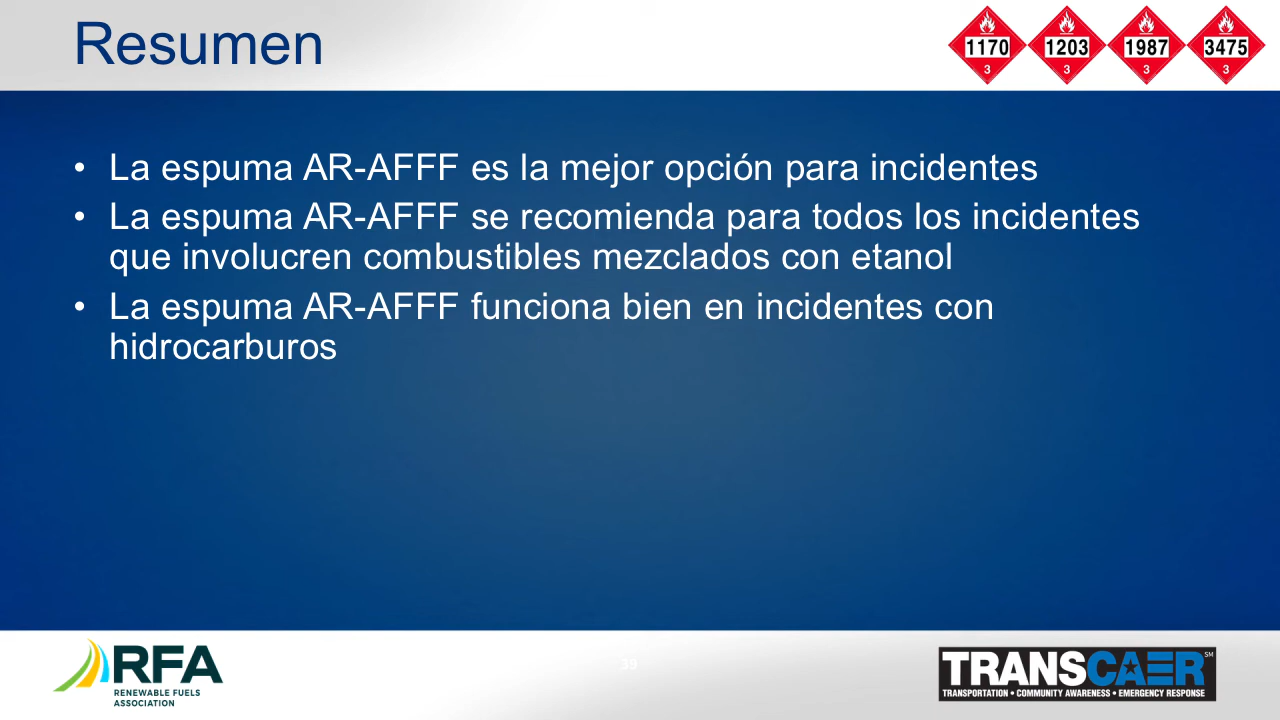 Resumen
1170
3
1203
3
1987
3
3475
3
• La espuma AR-AFFF es la mejor opción para incidentes
• La espuma AR-AFFF se recomienda para todos los incidentes
que involucren combustibles mezclados con etanol
• La espuma AR-AFFF funciona bien en incidentes con
hidrocarburos
RFA
RENEWABLE FUELS
ASSOCIATION
39
TRANSCAER SM
TRANSPORTATION • COMMUNITY AWARENESS • EMERGENCY RESPONSE